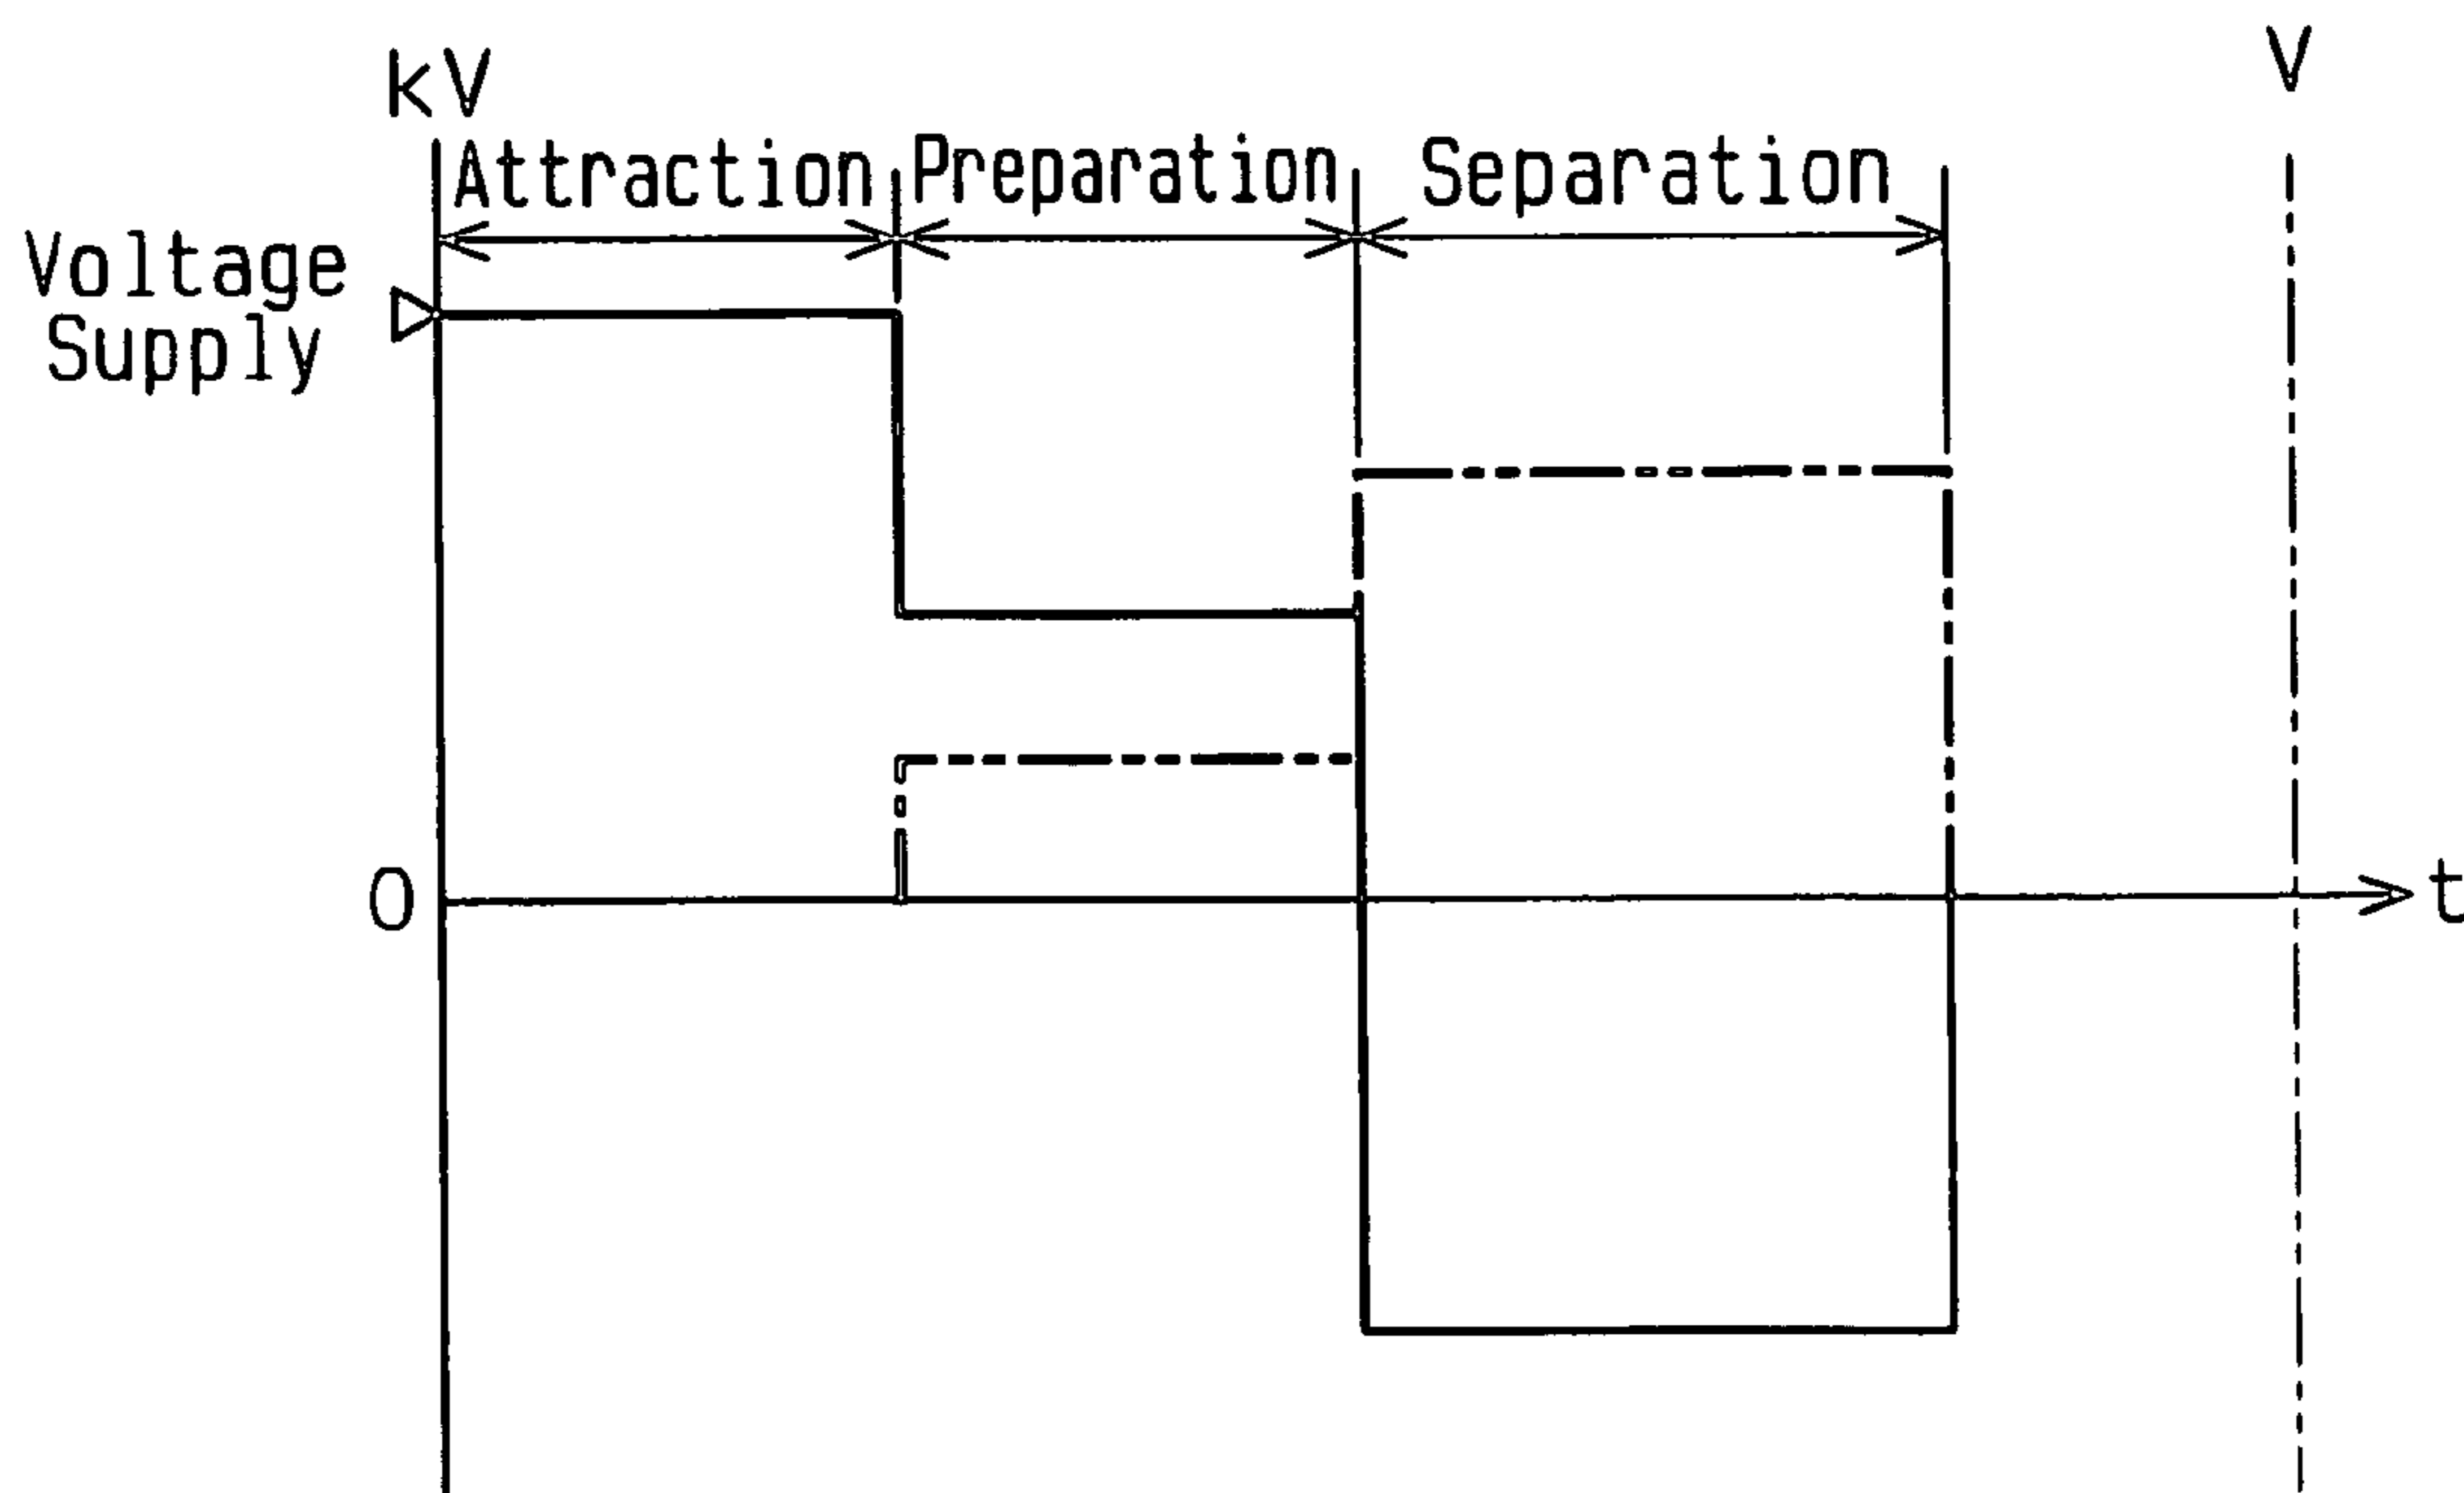 kV
V
Attraction
Preparation
Separation
Voltage
Supply
0
t